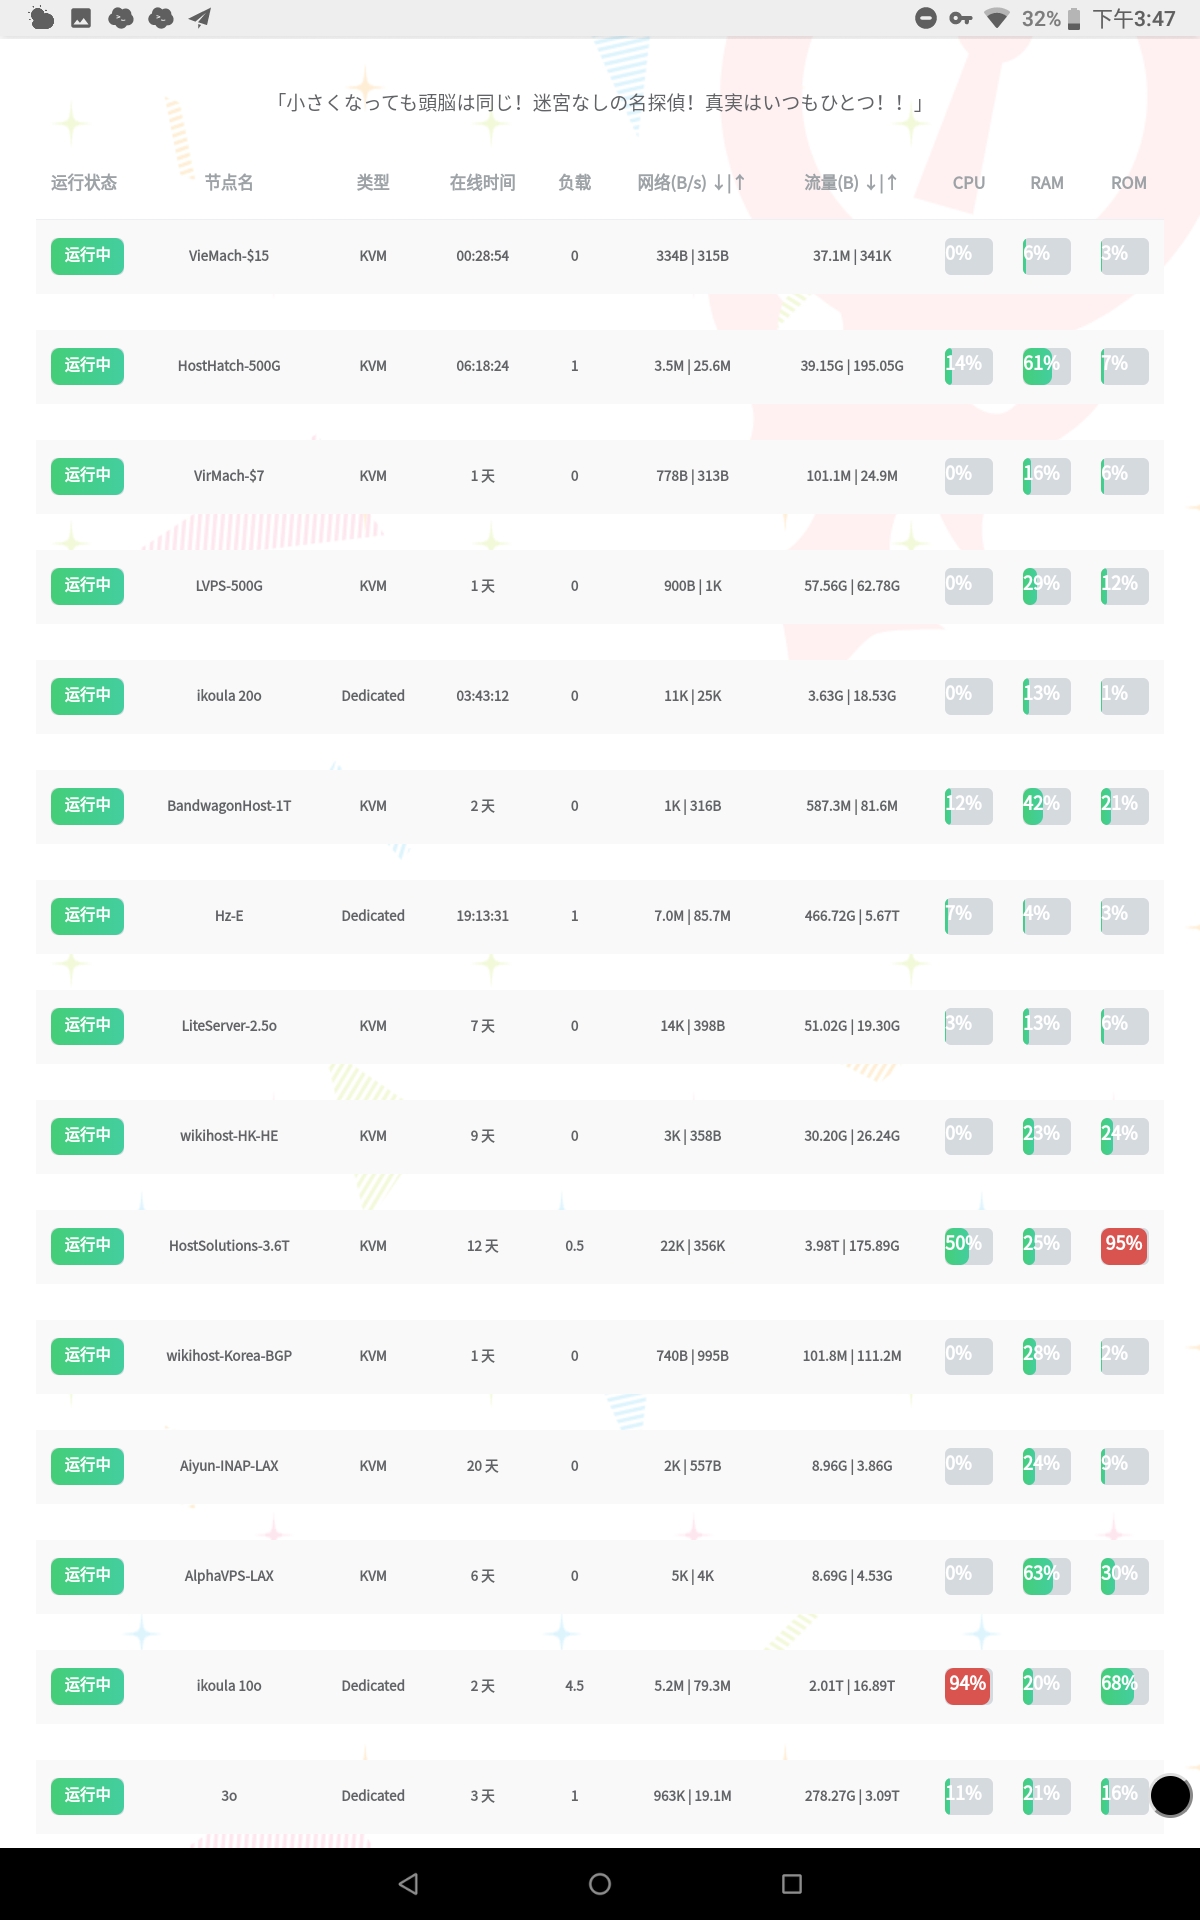 32% 下午3:47
「小さくなっても頭脳は同じ！迷宮なしの名探偵！真実はいつもひとつ！！」
运行状态 节点名 类型 在线时间 负载 网络(B/s) ↓|↑ 流量(B) ↓|↑ CPU RAM ROM
运行中 VieMach-$15 KVM 00:28:54 0 334B | 315B 37.1M | 341K 0% 6% 3%
运行中 HostHatch-500G KVM 06:18:24 1 3.5M | 25.6M 39.15G | 195.05G 14% 61% 7%
运行中 VirMach-$7 KVM 1 天 0 778B | 313B 101.1M | 24.9M 0% 16% 6%
运行中 LVPS-500G KVM 1 天 0 900B | 1K 57.56G | 62.78G 0% 29% 12%
运行中 ikoula 20o Dedicated 03:43:12 0 11K | 25K 3.63G | 18.53G 0% 13% 1%
运行中 BandwagonHost-1T KVM 2 天 0 1K | 316B 587.3M | 81.6M 12% 42% 21%
运行中 Hz-E Dedicated 19:13:31 1 7.0M | 85.7M 466.72G | 5.67T 7% 4% 3%
运行中 LiteServer-2.5o KVM 7 天 0 14K | 398B 51.02G | 19.30G 3% 13% 6%
运行中 wikihost-HK-HE KVM 9 天 0 3K | 358B 30.20G | 26.24G 0% 23% 24%
运行中 HostSolutions-3.6T KVM 12 天 0.5 22K | 356K 3.98T | 175.89G 50% 25% 95%
运行中 wikihost-Korea-BGP KVM 1 天 0 740B | 995B 101.8M | 111.2M 0% 28% 2%
运行中 Aiyun-INAP-LAX KVM 20 天 0 2K | 557B 8.96G | 3.86G 0% 24% 9%
运行中 AlphaVPS-LAX KVM 6 天 0 5K | 4K 8.69G | 4.53G 0% 63% 30%
运行中 ikoula 10o Dedicated 2 天 4.5 5.2M | 79.3M 2.01T | 16.89T 94% 20% 68%
运行中 3o Dedicated 3 天 1 963K | 19.1M 278.27G | 3.09T 11% 21% 16%